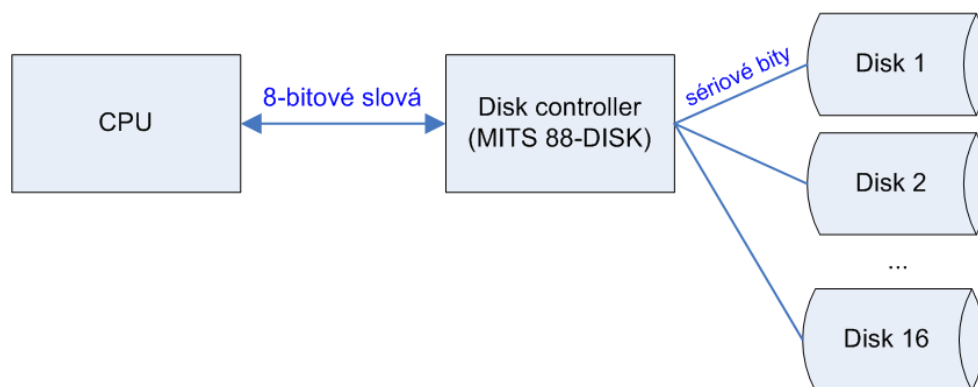 CPU
8-bitové slová
Disk controller
(MITS 88-DISK)
sériové bity
Disk 1
Disk 2
...
Disk 16